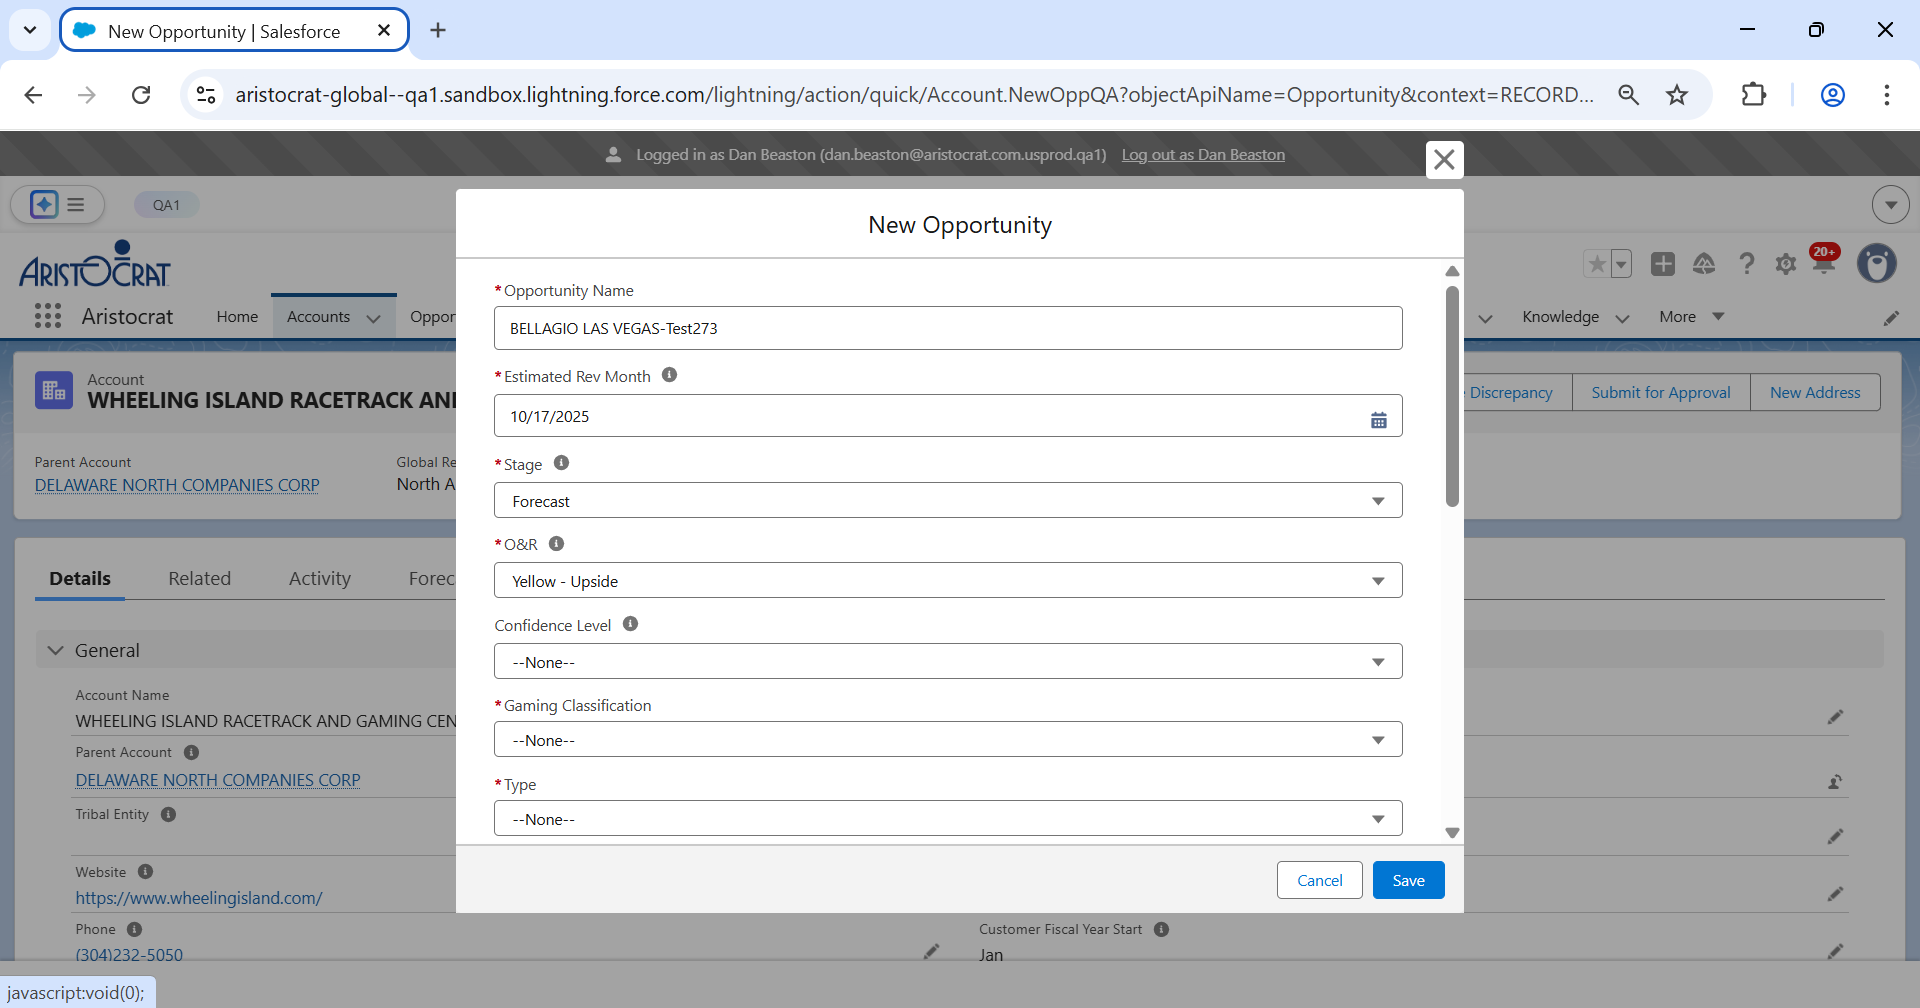 New Opportunity | Salesforce
aristocrat-global--qa1.sandbox.lightning.force.com/lightning/action/quick/Account.NewOppQA?objectApiName=Opportunity&context=RECORD...
Logged in as Dan Beaston (dan.beaston@aristocrat.com.usprod.qa1) Log out as Dan Beaston
QA1
ARISTOCRAT
20+
Aristocrat Home Accounts Oppor Knowledge More
Account
WHEELING ISLAND RACETRACK AN
Discrepancy Submit for Approval New Address
Parent Account Global Re
DELAWARE NORTH COMPANIES CORP North A
Details Related Activity Forec
General
Account Name
WHEELING ISLAND RACETRACK AND GAMING CEN
Parent Account
DELAWARE NORTH COMPANIES CORP
Tribal Entity
Website
https://www.wheelingisland.com/
Phone
(304)232-5050
Customer Fiscal Year Start
Jan
New Opportunity
*Opportunity Name
BELLAGIO LAS VEGAS-Test273
*Estimated Rev Month
10/17/2025
*Stage
Forecast
*O&R
Yellow - Upside
Confidence Level
--None--
*Gaming Classification
--None--
*Type
--None--
Cancel Save
javascript:void(0);